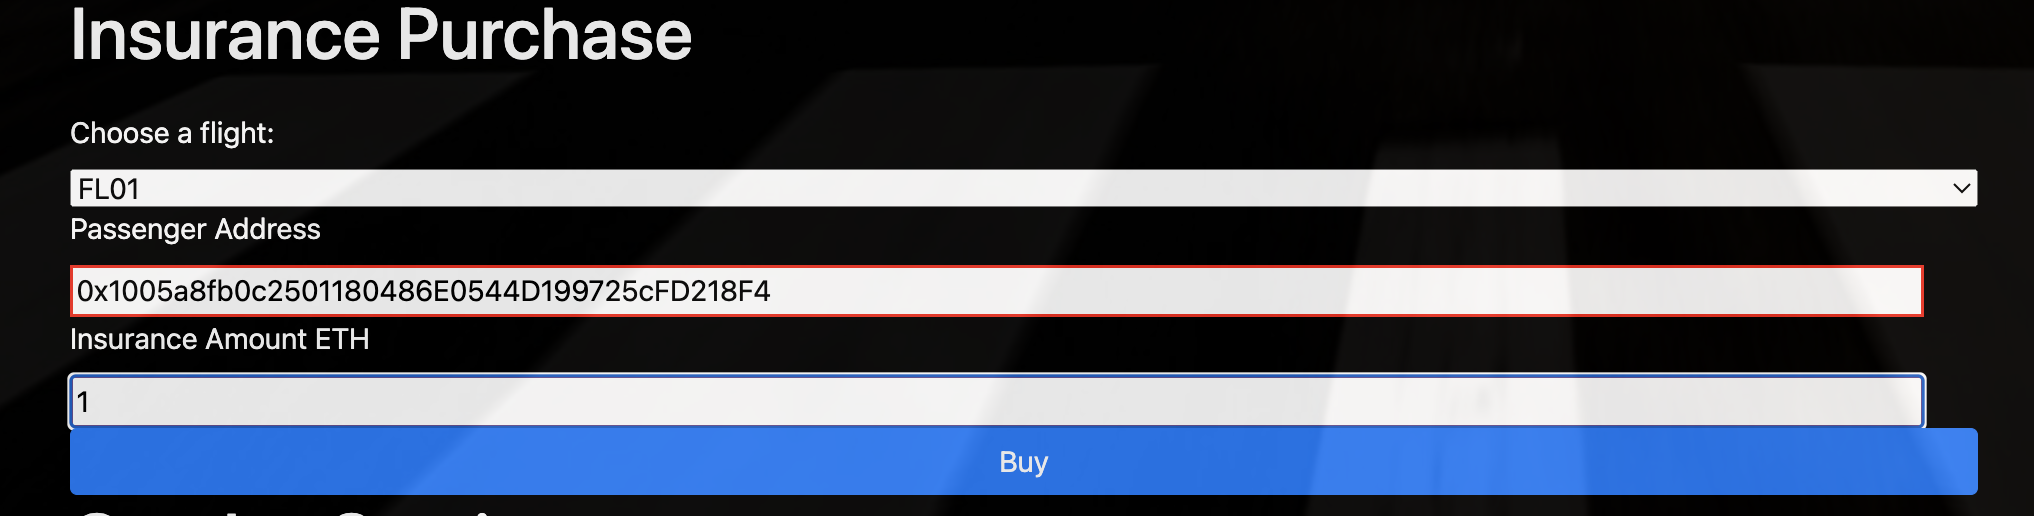 Insurance Purchase
Choose a flight:
FL01
Passenger Address
0x1005a8fb0c2501180486E0544D199725cFD218F4
Insurance Amount ETH
1
Buy